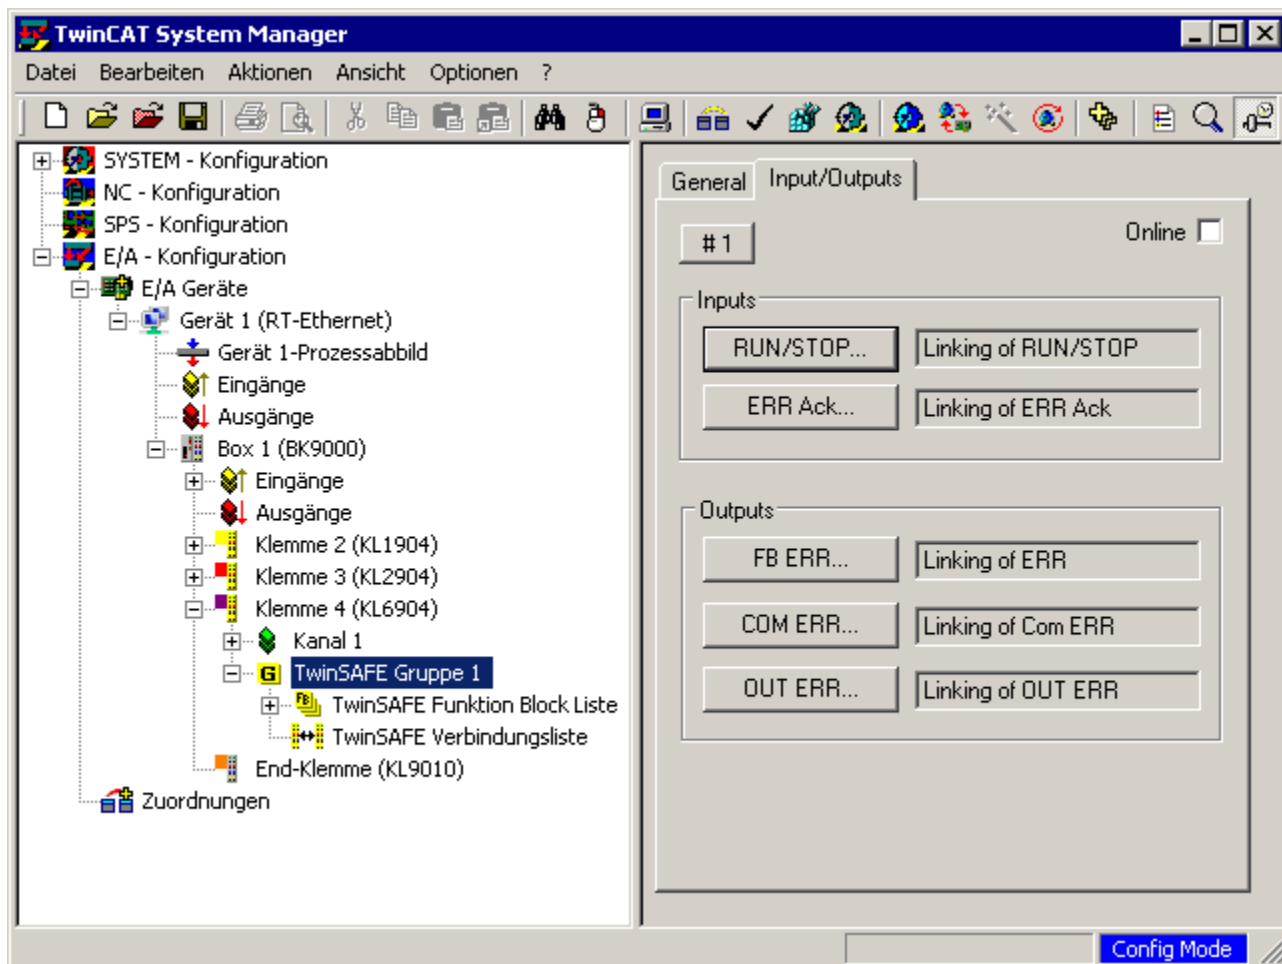 TwinCAT System Manager
Datei Bearbeiten Aktionen Ansicht Optionen ?
SYSTEM - Konfiguration
NC - Konfiguration
SPS - Konfiguration
E/A - Konfiguration
E/A Geräte
Gerät 1 (RT-Ethernet)
Gerät 1-Prozessabbild
Eingänge
Ausgänge
Box 1 (BK9000)
Eingänge
Ausgänge
Klemme 2 (KL1904)
Klemme 3 (KL2904)
Klemme 4 (KL6904)
Kanal 1
G TwinSAFE Gruppe 1
FB TwinSAFE Funktion Block Liste
TwinSAFE Verbindungsliste
End-Klemme (KL9010)
Zuordnungen
General Input/Outputs
# 1 Online
Inputs
RUN/STOP... Linking of RUN/STOP
ERR Ack... Linking of ERR Ack
Outputs
FB ERR... Linking of ERR
COM ERR... Linking of Com ERR
OUT ERR... Linking of OUT ERR
Config Mode